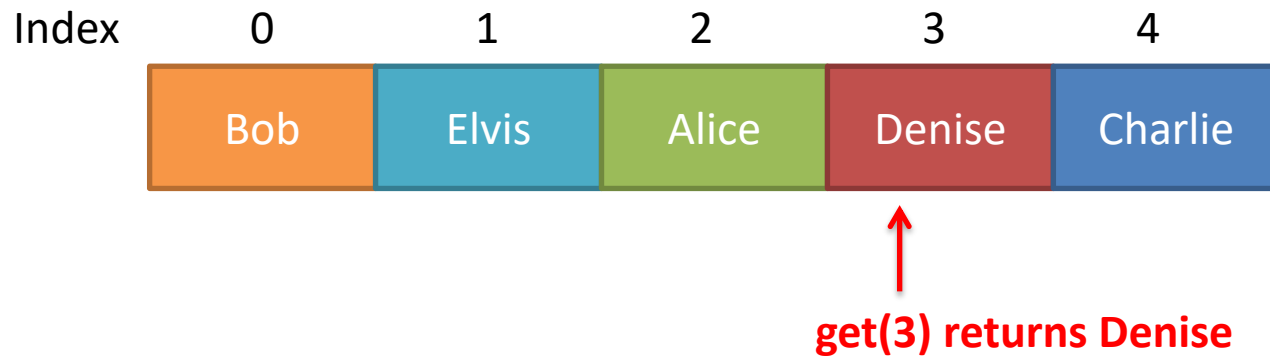 Index 0 1 2 3 4
Bob Elvis Alice Denise Charlie
get(3) returns Denise